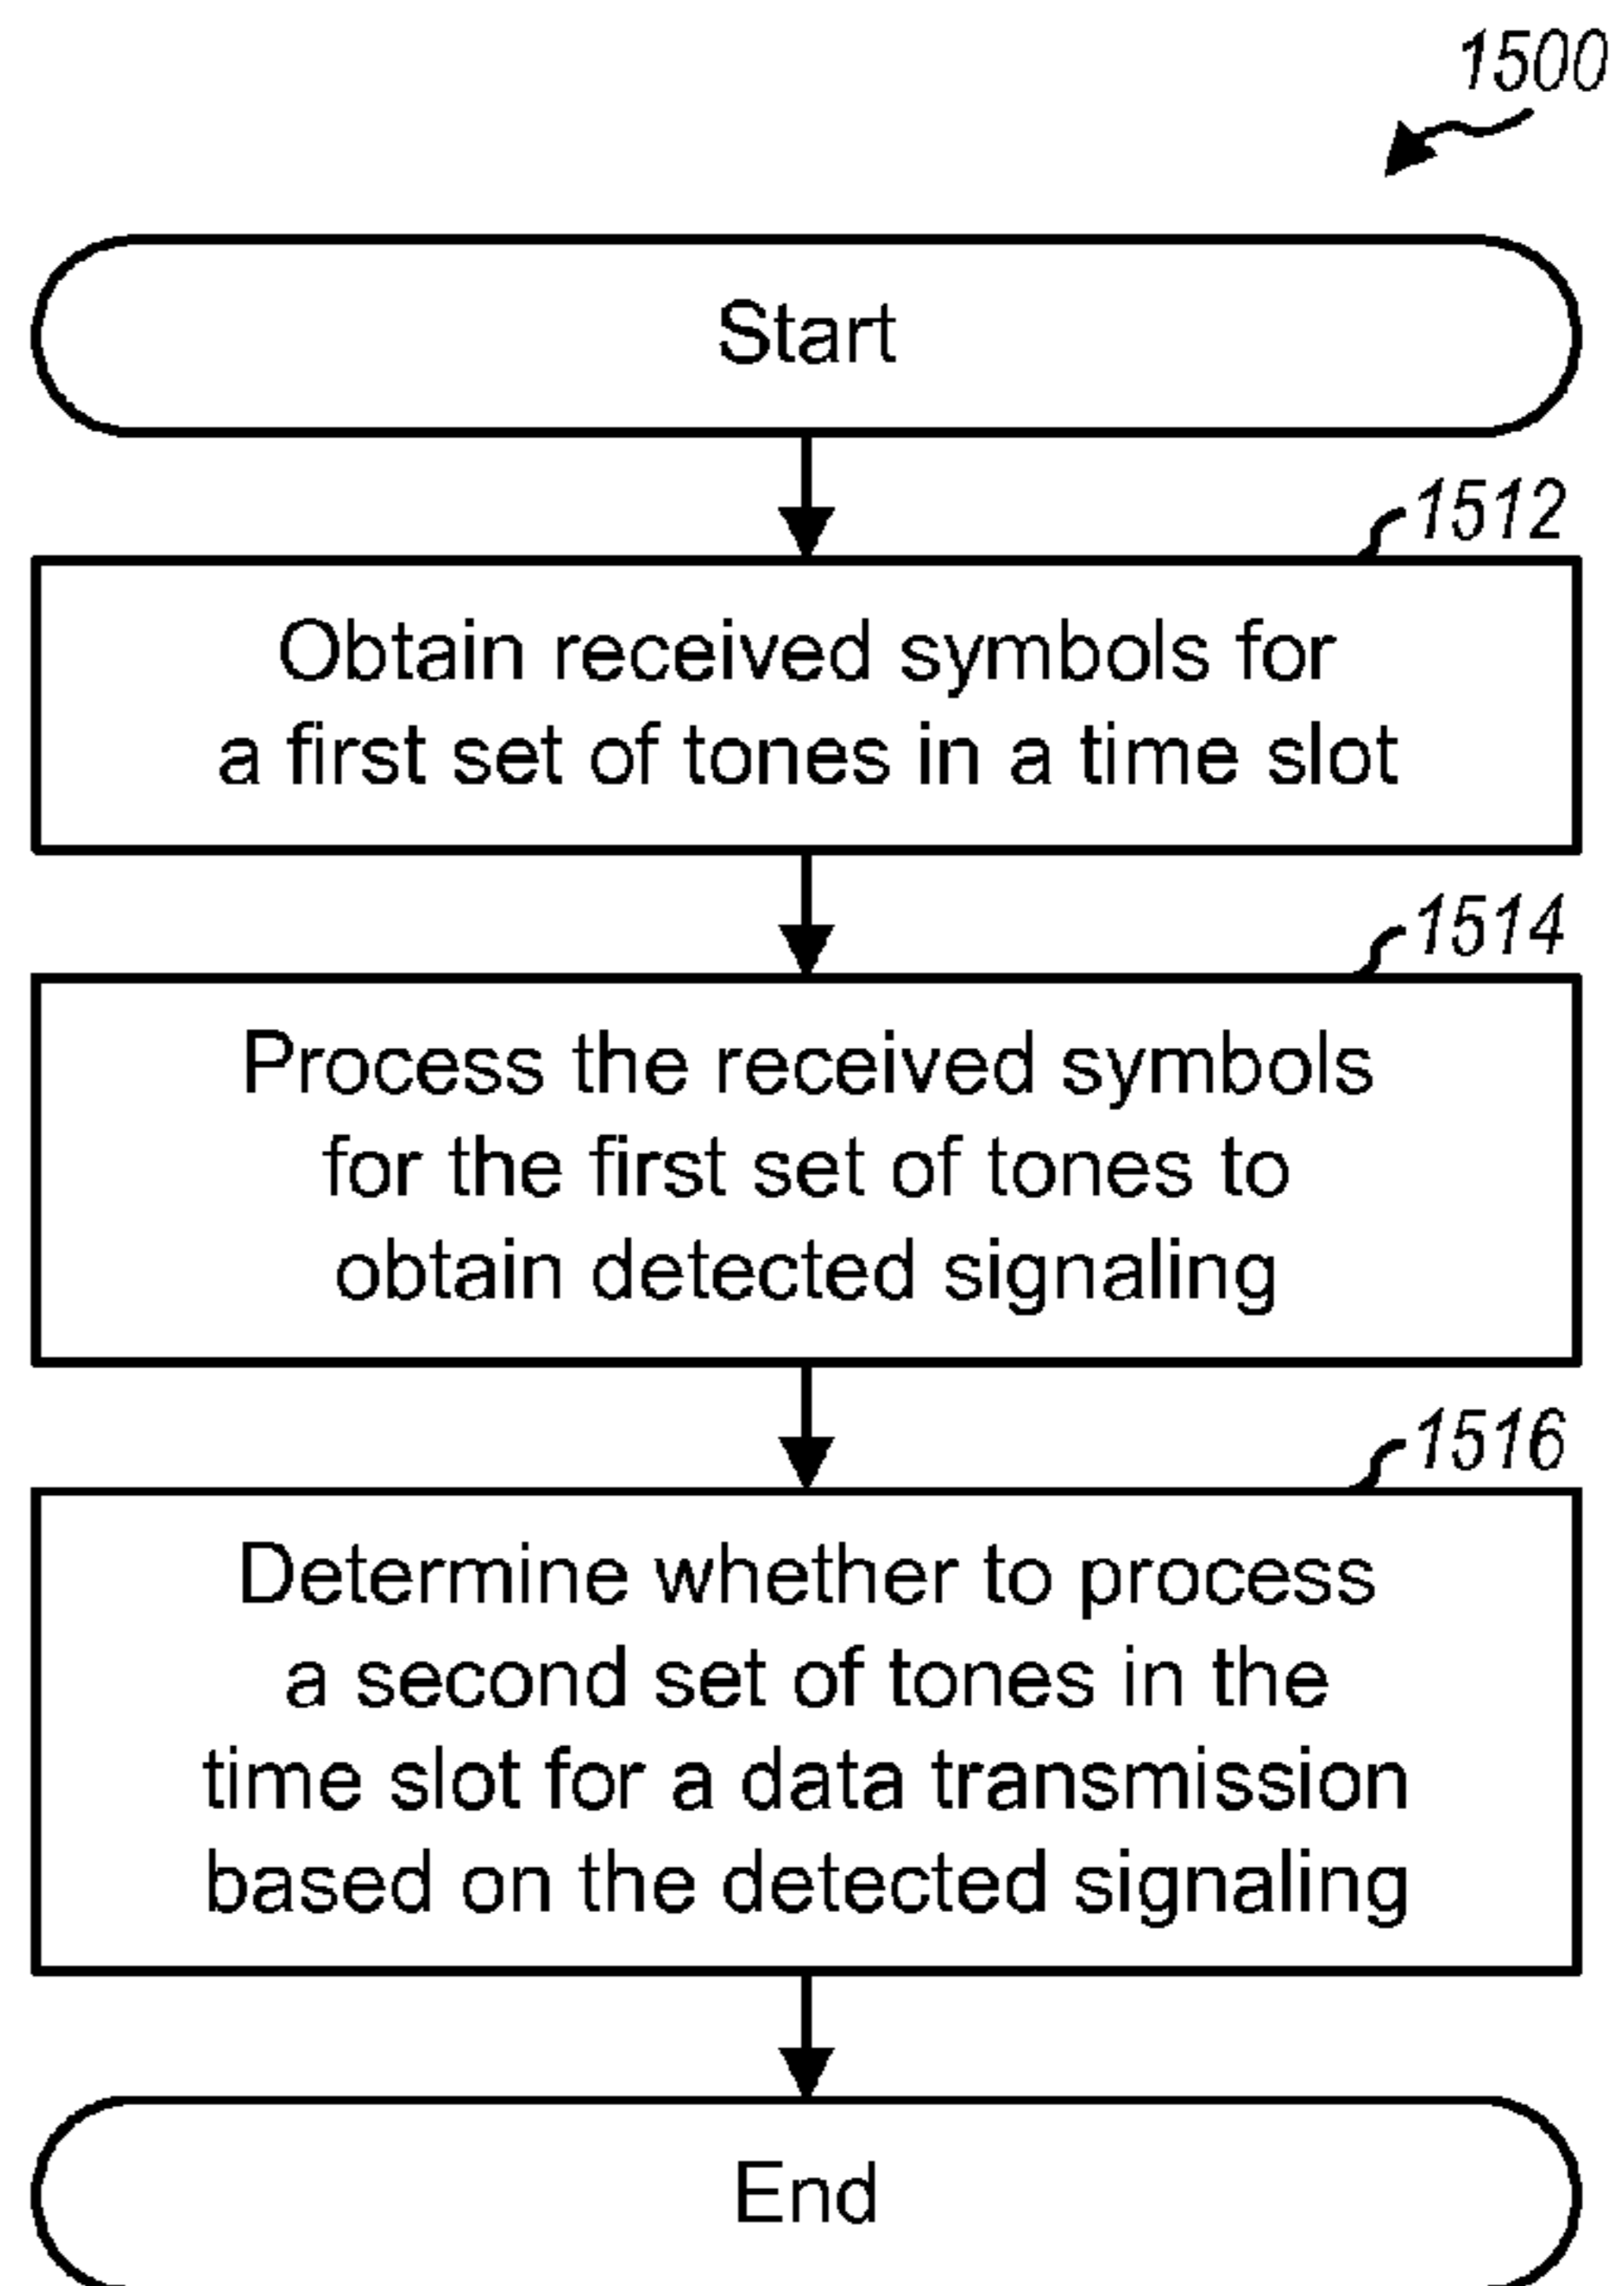 1500
Start
1512
Obtain received symbols for
a first set of tones in a time slot
1514
Process the received symbols
for the first set of tones to
obtain detected signaling
1516
Determine whether to process
a second set of tones in the
time slot for a data transmission
based on the detected signaling
End